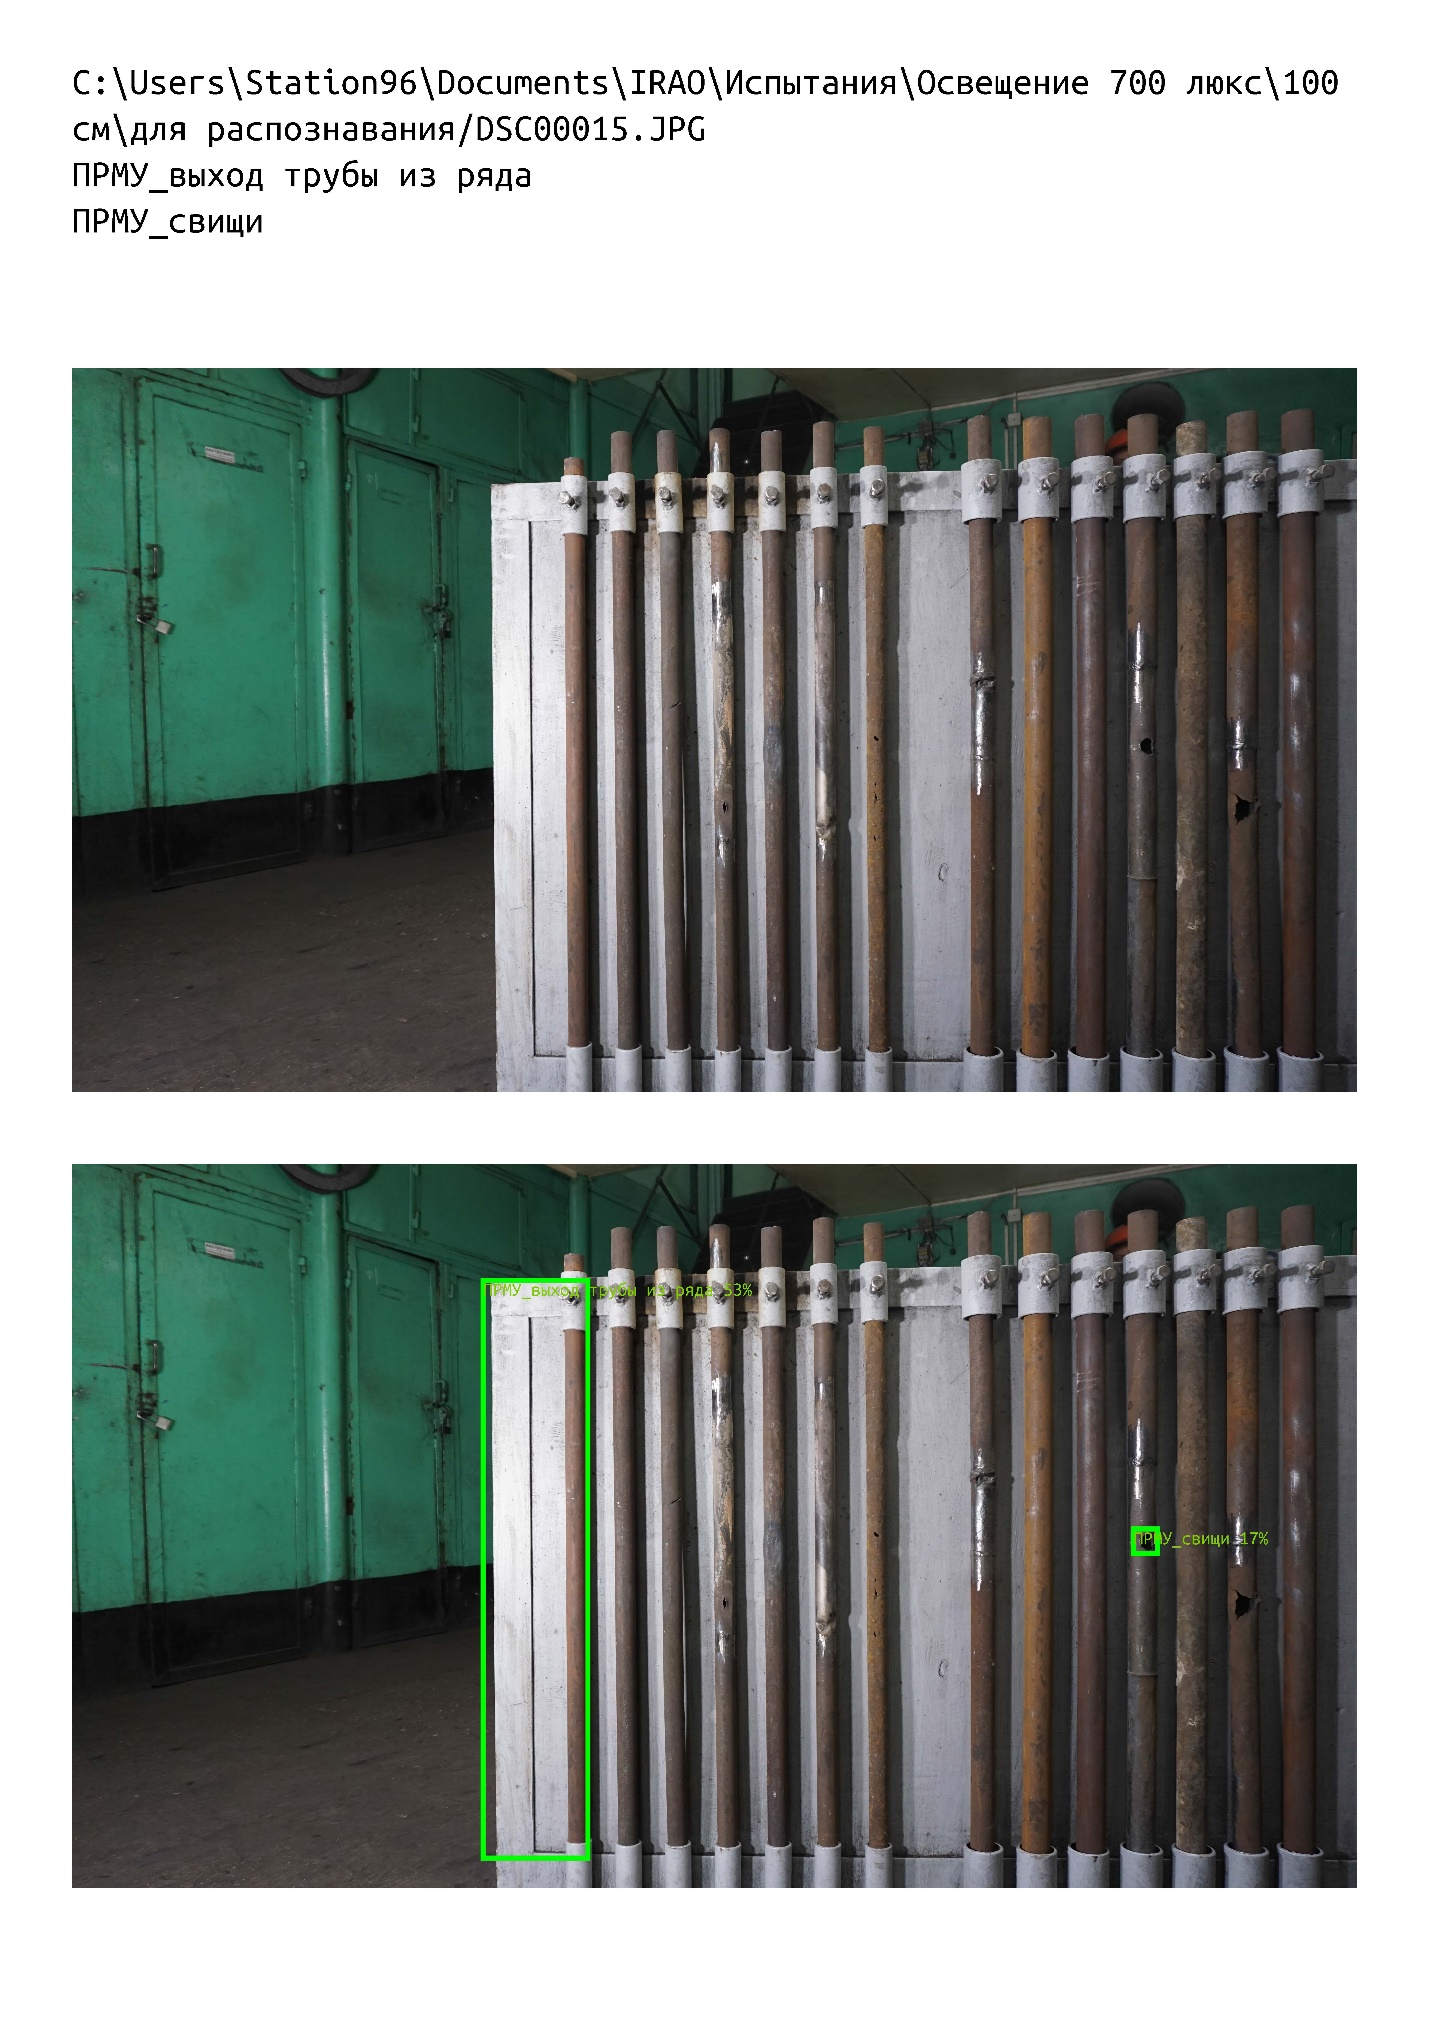 C:\Users\Station96\Documents\IRAO\Испытания\Освещение 700 люкс\100
см\для распознавания/DSC00015.JPG
ПРМУ_выход трубы из ряда
ПРМУ_свищи
ПРМУ_выход трубы из ряда 53%
ПРМУ_свищи 17%